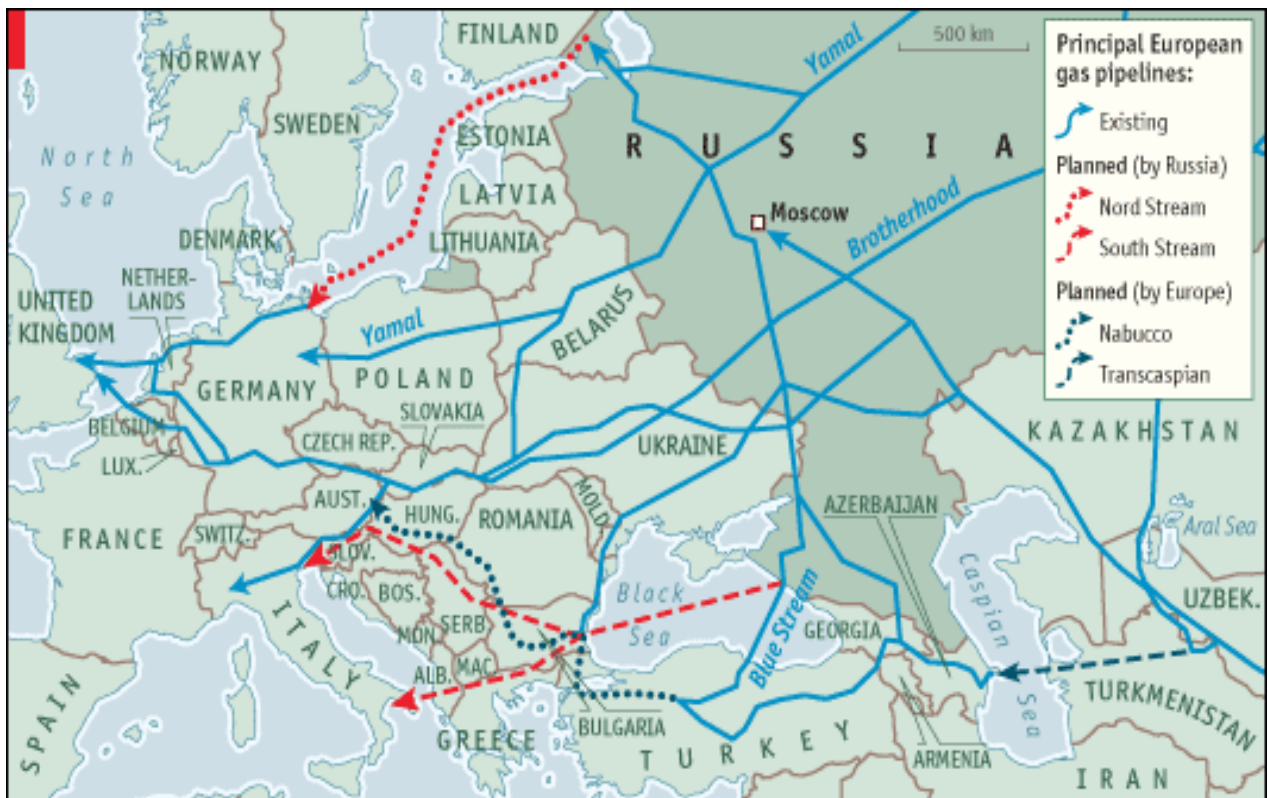 FINLAND
NORWAY
SWEDEN
ESTONIA
LATVIA
LITHUANIA
North
Sea
DENMARK
NETHER-
LANDS
UNITED
KINGDOM
GERMANY
Yamal
POLAND
BELARUS
BELGIUM
LUX.
CZECH REP.
SLOVAKIA
UKRAINE
FRANCE
SWITZ.
AUST.
HUNG.
SLOV.
CRO.
BOS.
SERB.
MON.
ALB.
MAC.
ROMANIA
MOLD.
ITALY
SPAIN
GREECE
BULGARIA
Black
Sea
Blue Stream
TURKEY
GEORGIA
ARMENIA
AZERBAIJAN
Caspian
Sea
KAZAKHSTAN
Aral Sea
UZBEK.
TURKMENISTAN
IRAN
RUSSIA
Moscow
Yamal
Brotherhood
500 km
Principal European
gas pipelines:
Existing
Planned (by Russia)
Nord Stream
South Stream
Planned (by Europe)
Nabucco
Transcaspian